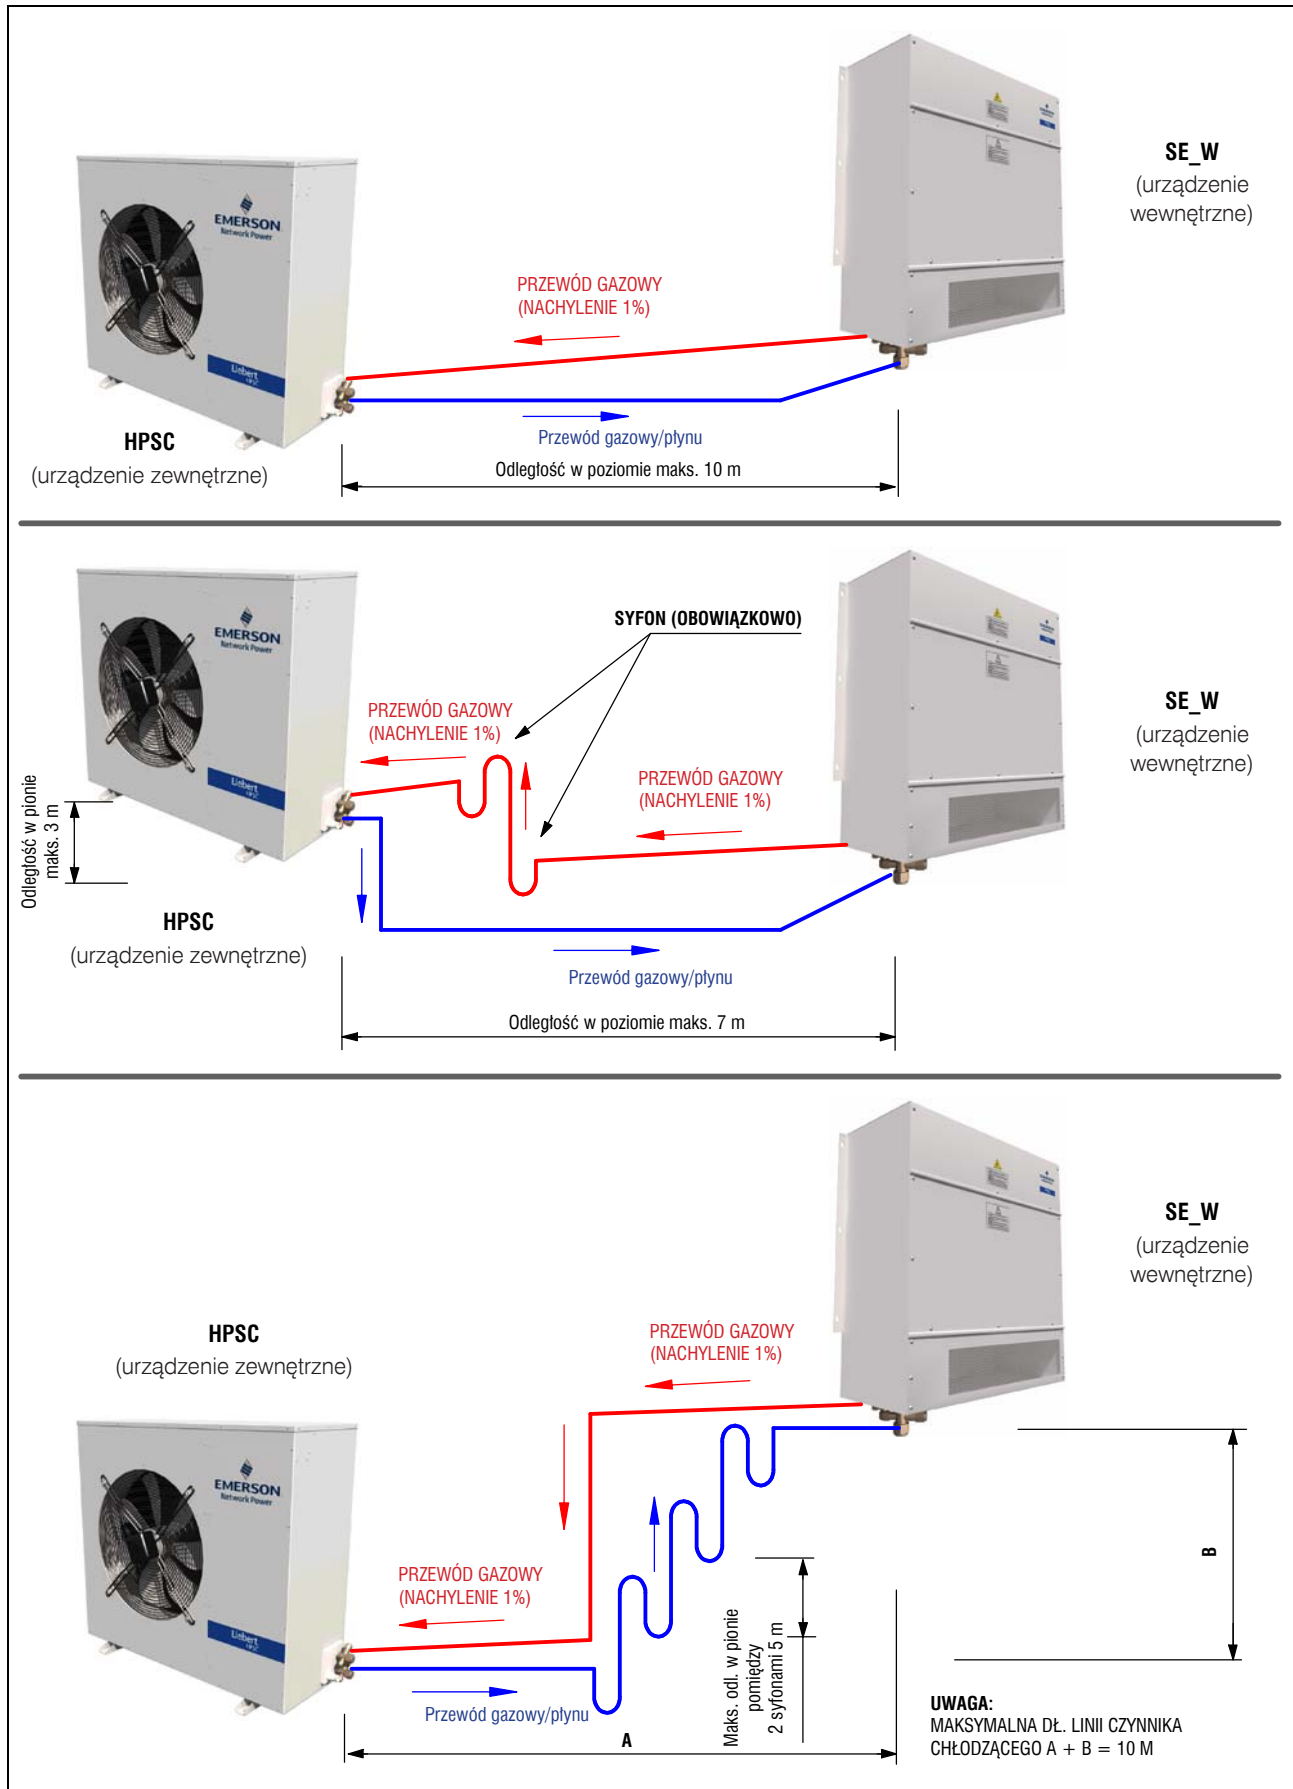 SE_W
(urządzenie
wewnętrzne)
EMERSON
Network Power
PRZEWÓD GAZOWY
(NACHYLENIE 1%)
Liebert
HPSC
Przewód gazowy/płynu
HPSC
(urządzenie zewnętrzne)
Odległość w poziomie maks. 10 m
SYFON (OBOWIĄZKOWO)
EMERSON
Network Power
SE_W
(urządzenie
wewnętrzne)
PRZEWÓD GAZOWY
(NACHYLENIE 1%)
PRZEWÓD GAZOWY
(NACHYLENIE 1%)
Liebert
HPSC
Odległość w pionie
maks. 3 m
HPSC
(urządzenie zewnętrzne)
Przewód gazowy/płynu
Odległość w poziomie maks. 7 m
SE_W
(urządzenie
wewnętrzne)
HPSC
(urządzenie zewnętrzne)
PRZEWÓD GAZOWY
(NACHYLENIE 1%)
EMERSON
Network Power
B
PRZEWÓD GAZOWY
(NACHYLENIE 1%)
Liebert
HPSC
Maks. odl. w pionie
pomiędzy
2 syfonami 5 m
Przewód gazowy/płynu
A
UWAGA:
MAKSYMALNA DŁ. LINII CZYNNIKA
CHŁODZĄCEGO A + B = 10 M